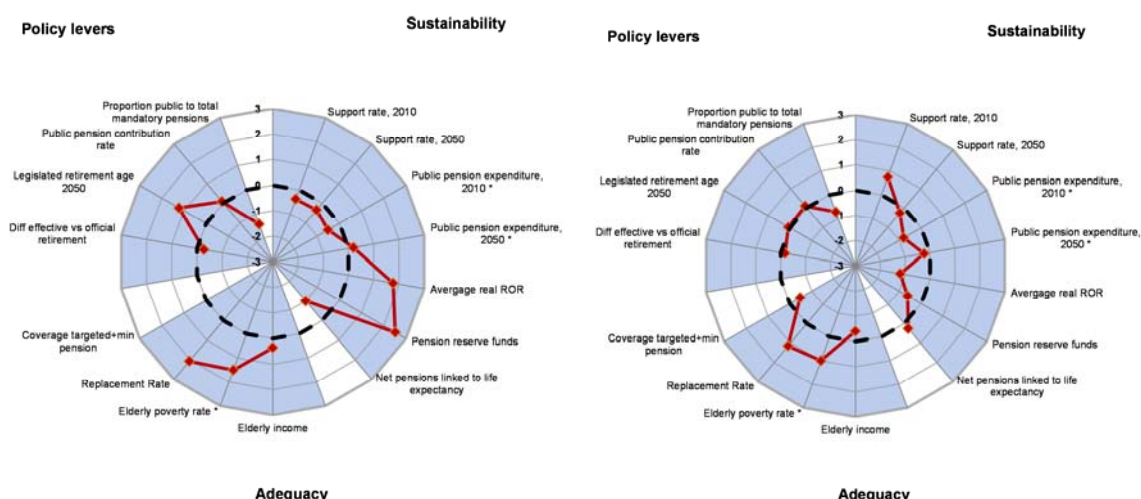 Policy levers
Sustainability
Proportion public to total
mandatory pensions
Public pension contribution
rate
Legislated retirement age
2050
Diff effective vs official
retirement
Coverage targeted+min
pension
Replacement Rate
Elderly poverty rate *
Elderly income
Support rate, 2010
Support rate, 2050
Public pension expenditure,
2010 *
Public pension expenditure,
2050 *
Avergage real ROR
Pension reserve funds
Net pensions linked to life
expectancy
3
2
1
0
-1
-2
-3
Adequacy
Policy levers
Sustainability
Proportion public to total
mandatory pensions
Public pension contribution
rate
Legislated retirement age
2050
Diff effective vs official
retirement
Coverage targeted+min
pension
Replacement Rate
Elderly poverty rate *
Elderly income
Support rate, 2010
Support rate, 2050
Public pension expenditure,
2010 *
Public pension expenditure,
2050 *
Avergage real ROR
Pension reserve funds
Net pensions linked to life
expectancy
3
2
1
0
-1
-2
-3
Adequacy